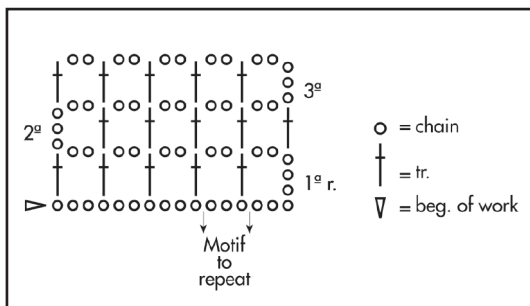 3ª
2ª
1ª r.
Motif
to
repeat
= chain
= tr.
= beg. of work